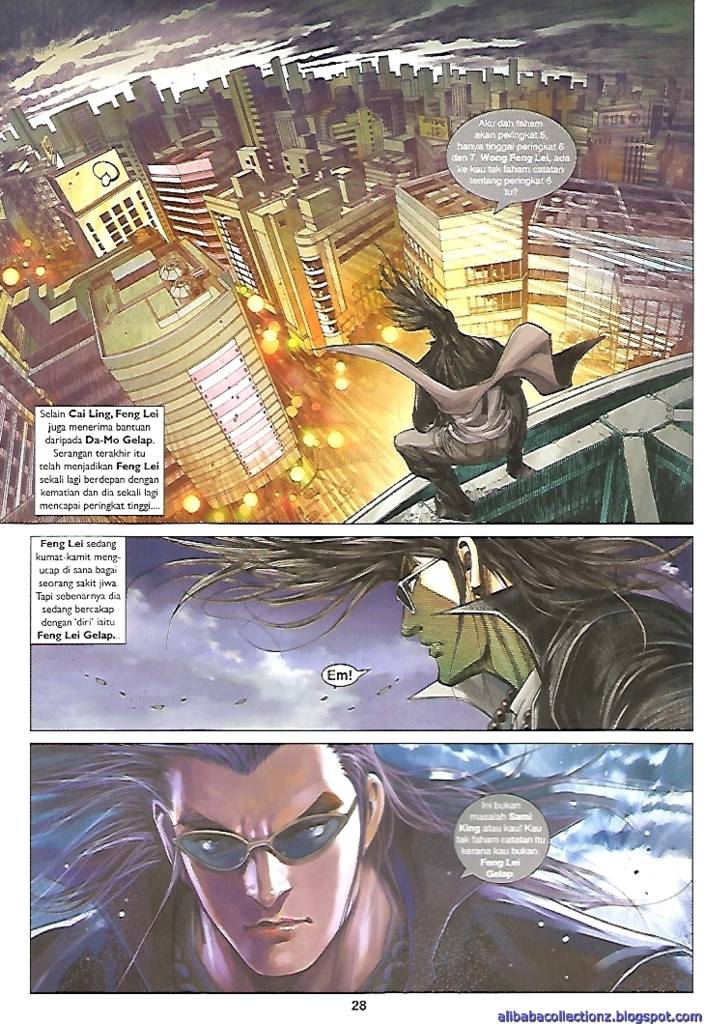 Aku dah faham
akan peringkat 5,
hanya tinggal peringkat 6
dan 7. Wong Feng Lei, ada
ke kau tak faham catatan
tentang peringkat 6
tu?
Selain Cai Ling, Feng Lei
juga menerima bantuan
daripada Da-Mo Gelap.
Serangan terakhir itu
telah menjadikan Feng Lei
sekali lagi berdepan dengan
kematian dan dia sekali lagi
mencapai peringkat tinggi....
Feng Lei sedang
kumat-kamit meng-
ucap di sana bagai
seorang sakit jiwa.
Tapi sebenarnya dia
sedang bercakap
dengan 'diri' iaitu
Feng Lei Gelap...
Em!
Ini bukan
masalah Sami
King atau kau! Kau
tak faham catatan itu
kerana kau bukan
Feng Lei
Gelap.
28
alibabacollectionz.blogspot.com